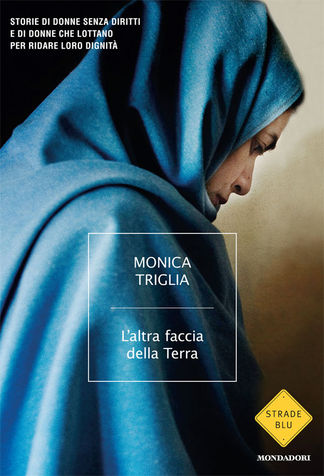 STORIE DI DONNE SENZA DIRITTI
E DI DONNE CHE LOTTANO
PER RIDARE LORO DIGNITÀ
MONICA
TRIGLIA
L'altra faccia
della Terra
STRADE
BLU
MONDADORI